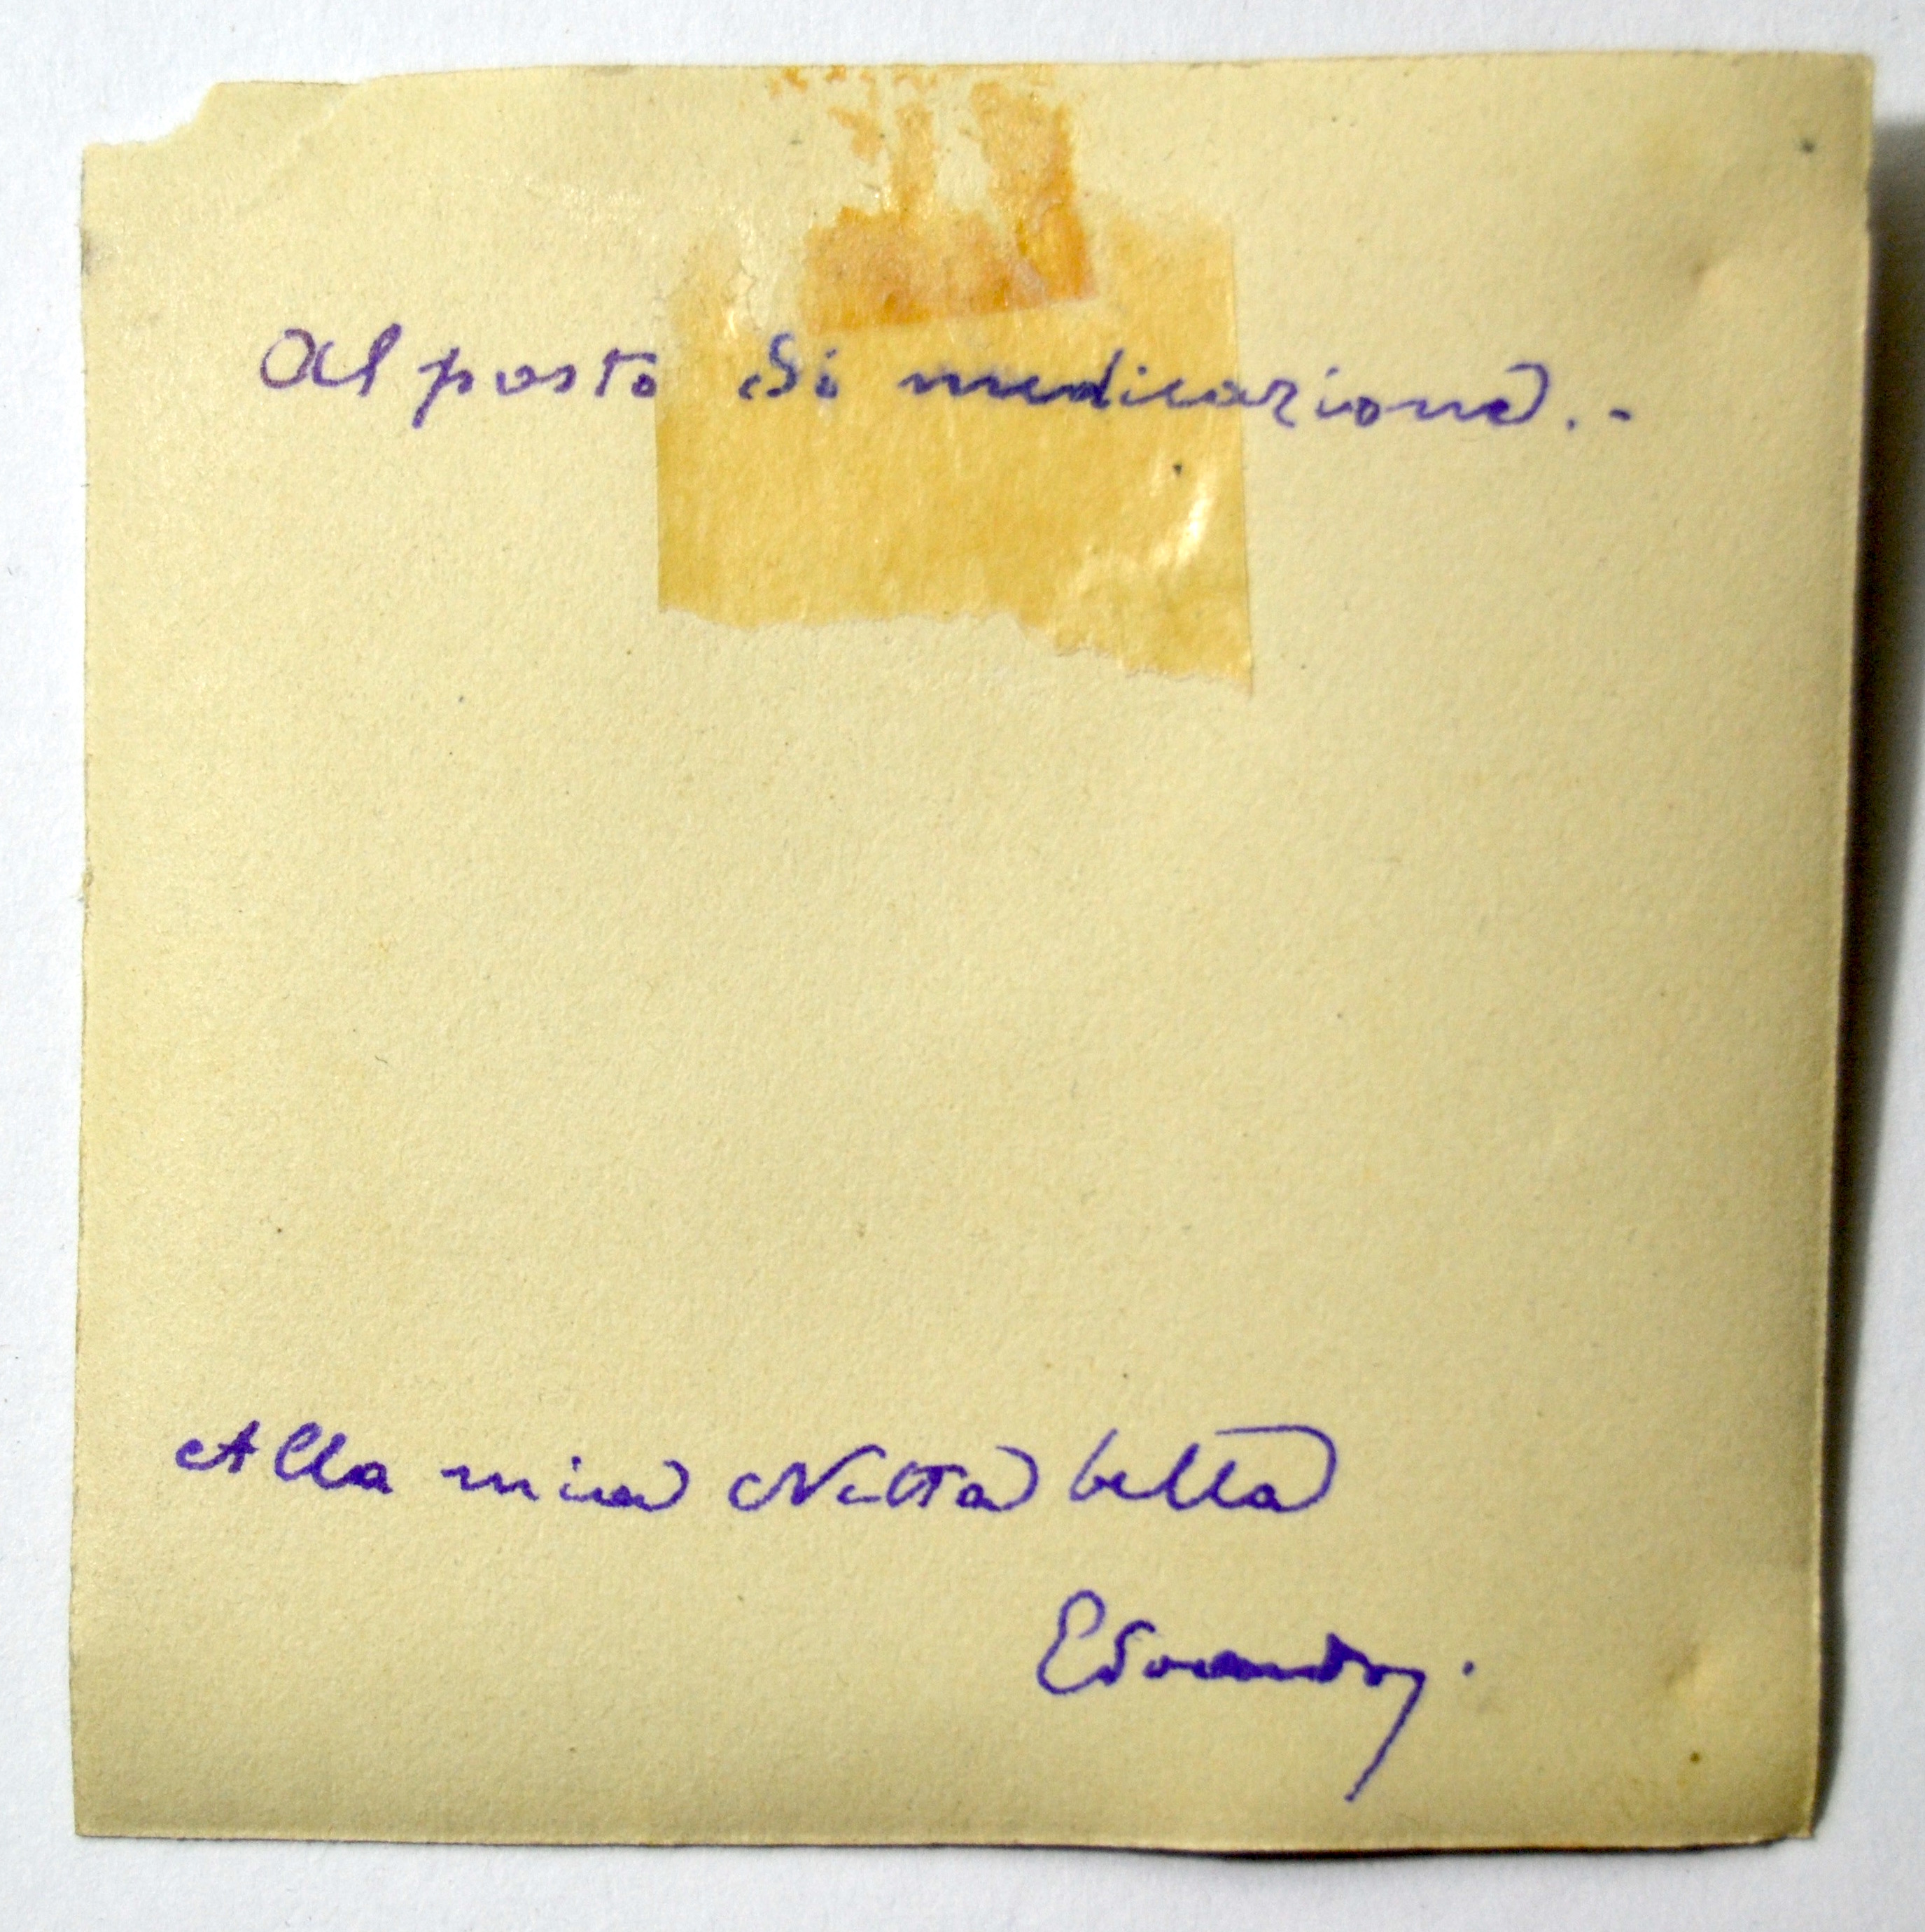 Al posto di medicazione.-
Alla mia Netta bella
Edoardo.